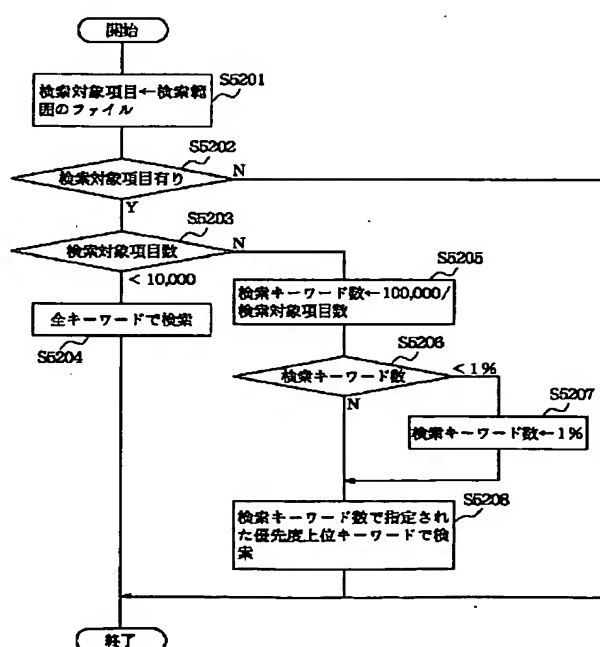 開始
検索対象項目←検索範
囲のファイル
S5201
S5202
検索対象項目有り
N
Y
S5203
検索対象項目数
N
< 10,000
全キーワードで検索
S5204
S5205
検索キーワード数←100,000/
検索対象項目数
S5206
検索キーワード数
< 1%
N
S5207
検索キーワード数←1%
S5208
検索キーワード数で指定され
た優先度上位キーワードで検
索
終了